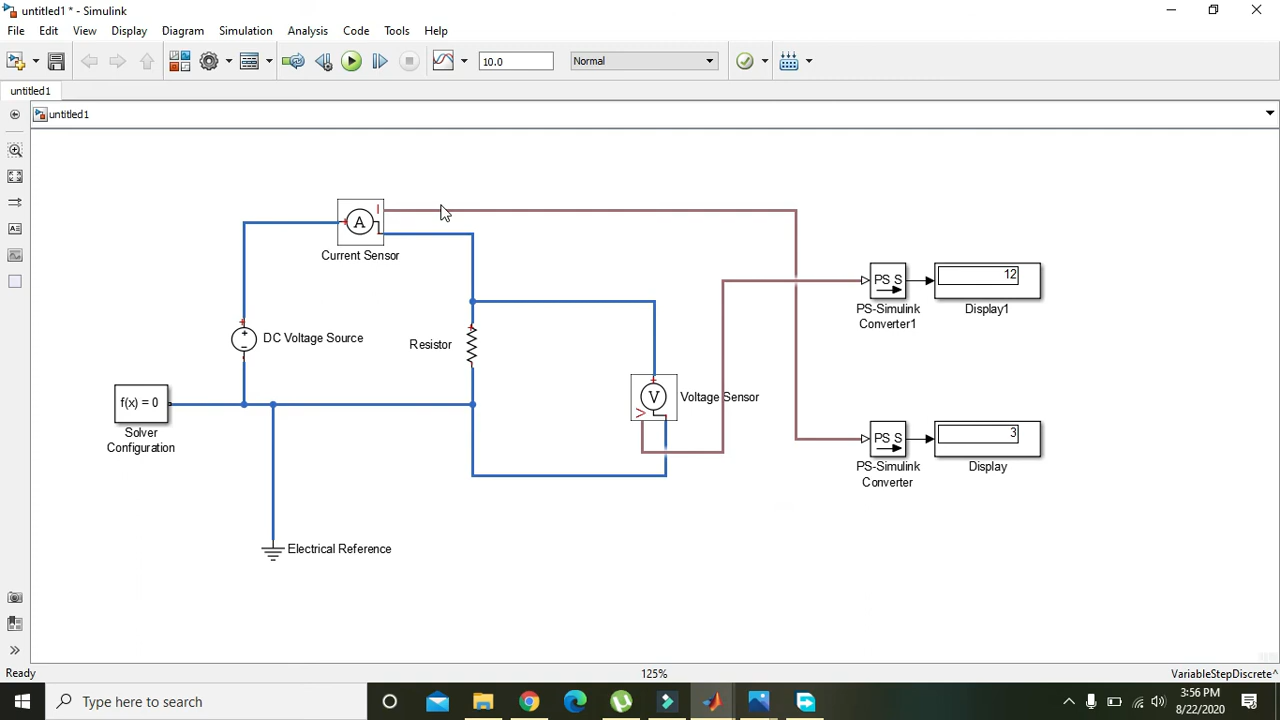 untitled1 * - Simulink
File Edit View Display Diagram Simulation Analysis Code Tools Help
10.0
Normal
untitled1
untitled1
A
I
Current Sensor
PS S
12
PS-Simulink
Converter1
Display1
DC Voltage Source
Resistor
V
Voltage Sensor
f(x) = 0
Solver
Configuration
PS S
3
PS-Simulink
Converter
Display
Electrical Reference
Ready
125%
VariableStepDiscrete
Type here to search
3:56 PM
8/22/2020